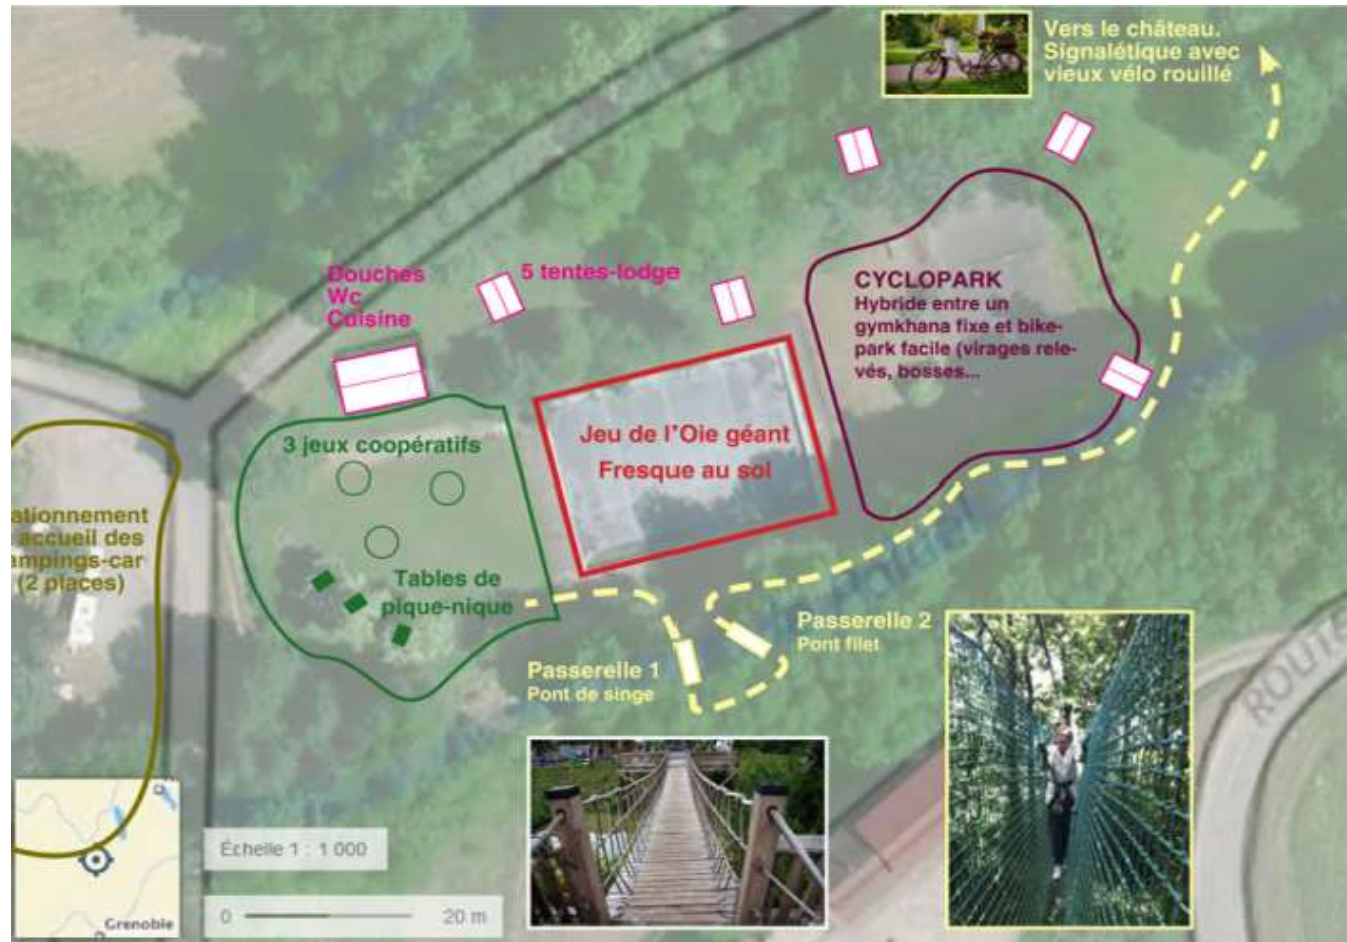 Vers le château.
Signalétique avec
vieux vélo rouillé
Douches
Wc
Cuisine
5 tentes-lodge
CYCLOPARK
Hybride entre un
gymkhana fixe et bike-
park facile (virages rele-
vés, bosses...
3 jeux coopératifs
Jeu de l'Oie géant
Fresque au sol
ationnement
accueil des
ampings-car
(2 places)
Tables de
pique-nique
Passerelle 1
Pont de singe
Passerelle 2
Pont filet
ROUTE
Échelle 1 : 1 000
0 20 m
Grenoble